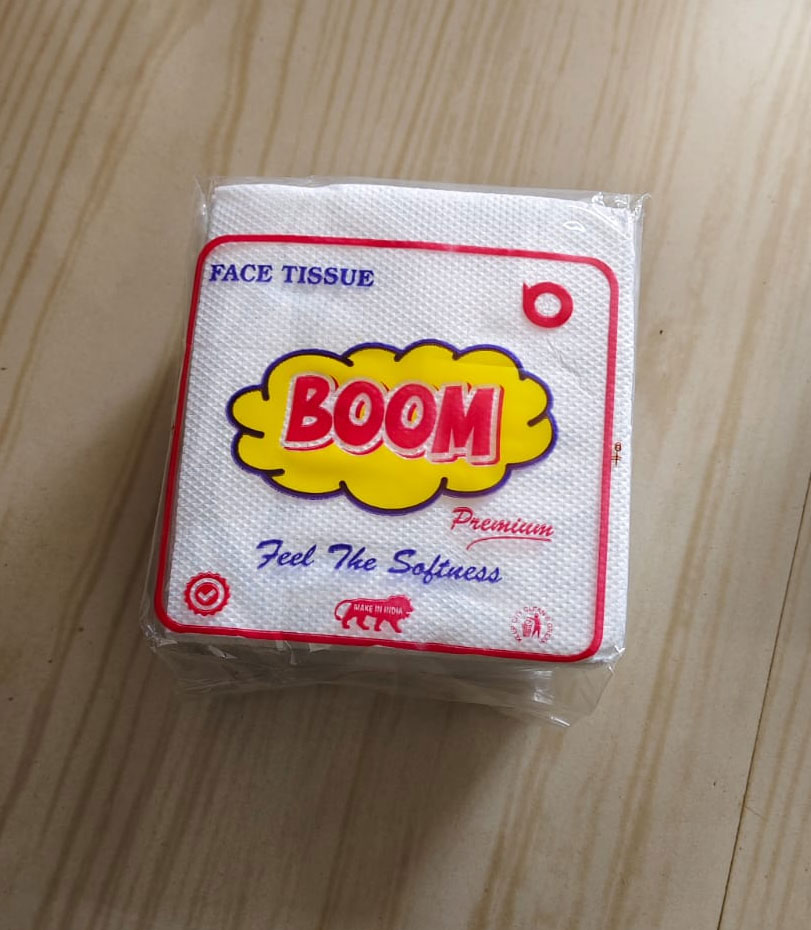 FACE TISSUE
BOOM
Premium
Feel The Softness
MAKE IN INDIA